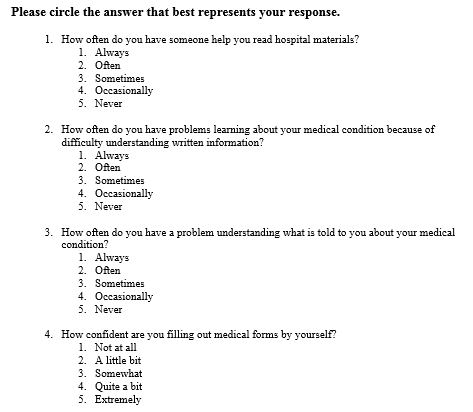 Please circle the answer that best represents your response.
1. How often do you have someone help you read hospital materials?
1. Always
2. Often
3. Sometimes
4. Occasionally
5. Never
2. How often do you have problems learning about your medical condition because of
difficulty understanding written information?
1. Always
2. Often
3. Sometimes
4. Occasionally
5. Never
3. How often do you have a problem understanding what is told to you about your medical
condition?
1. Always
2. Often
3. Sometimes
4. Occasionally
5. Never
4. How confident are you filling out medical forms by yourself?
1. Not at all
2. A little bit
3. Somewhat
4. Quite a bit
5. Extremely